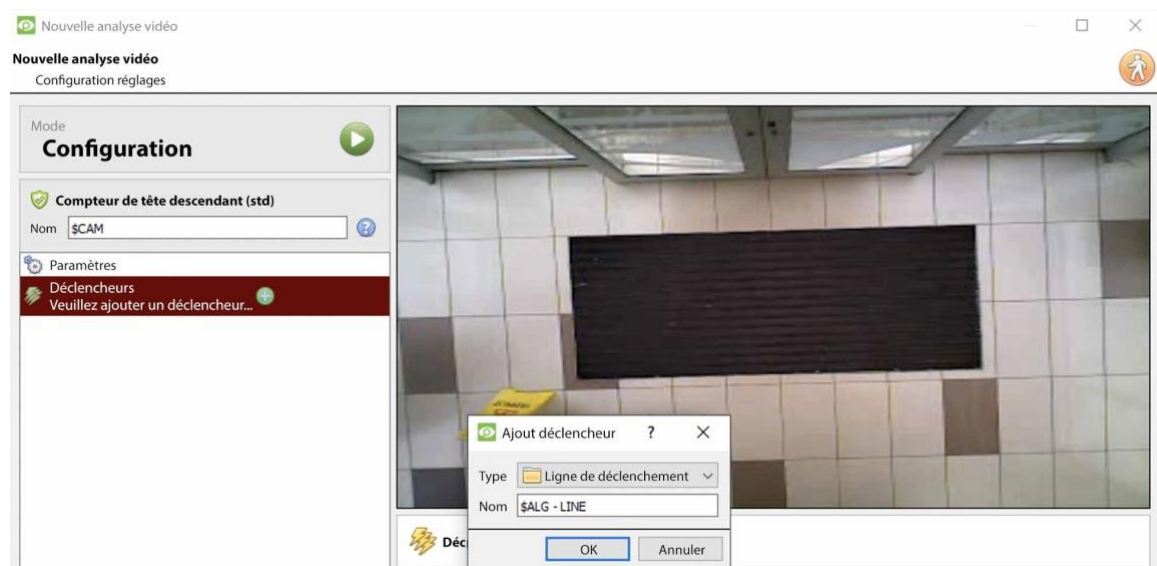 Nouvelle analyse vidéo
Nouvelle analyse vidéo
Configuration réglages
Mode
Configuration
Compteur de tête descendant (std)
Nom $CAM
Paramètres
Déclencheurs
Veuillez ajouter un déclencheur...
Ajout déclencheur ? X
Type Ligne de déclenchement
Nom $ALG - LINE
Déc
OK Annuler